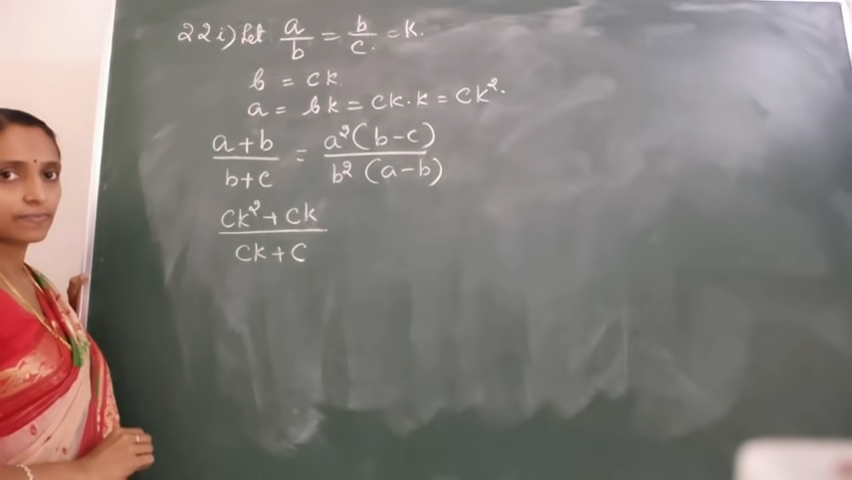 22 i) Let a/b = b/c = k.
b = ck
a = bk = ck.k = ck².
(a+b)/(b+c) = a²(b-c)/b²(a-b)
(ck²+ck)/(ck+c)